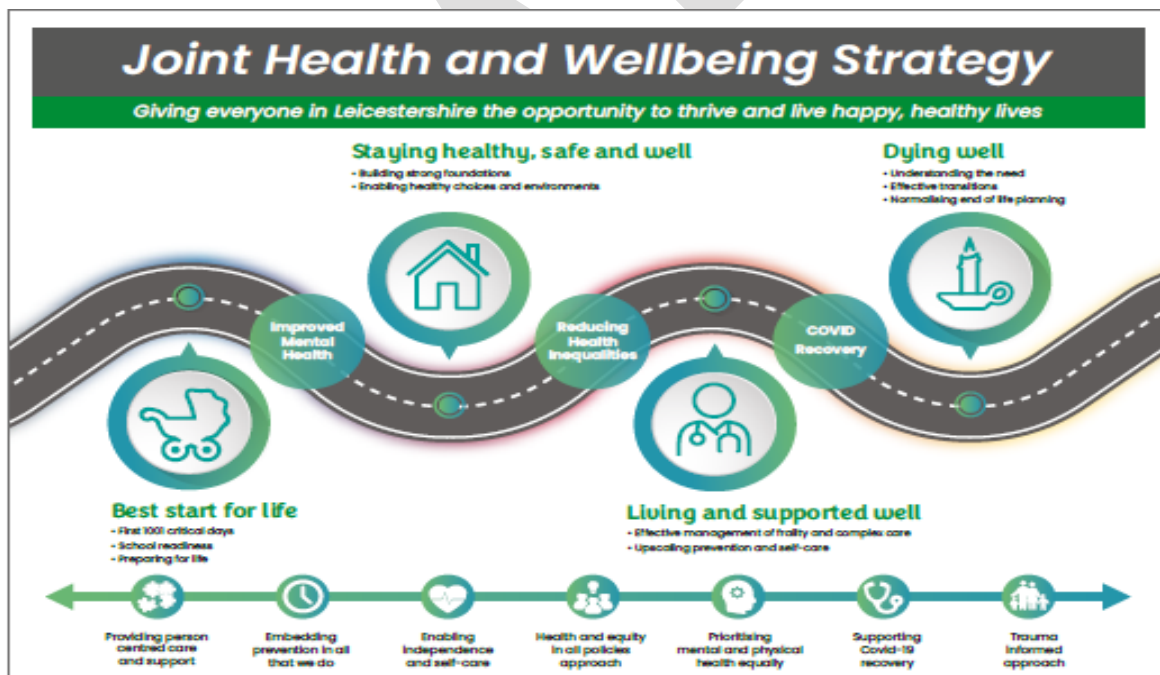 Joint Health and Wellbeing Strategy
Giving everyone in Leicestershire the opportunity to thrive and live happy, healthy lives
Staying healthy, safe and well
- Building strong foundations
- Enabling healthy choices and environments
Dying well
• Understanding the need
• Effective transitions
• Normalising end of life planning
Improved
Mental
Health
Reducing
Health
Inequalities
COVID
Recovery
Best start for life
- First 1001 critical days
- School readiness
- Preparing for life
Living and supported well
• Effective management of frailty and complex care
• Upscaling prevention and self-care
Providing person
centred care
and support
Embedding
prevention in all
that we do
Enabling
independence
and self-care
Health and equity
in all policies
approach
Prioritising
mental and physical
health equally
Supporting
Covid-19
recovery
Trauma
informed
approach